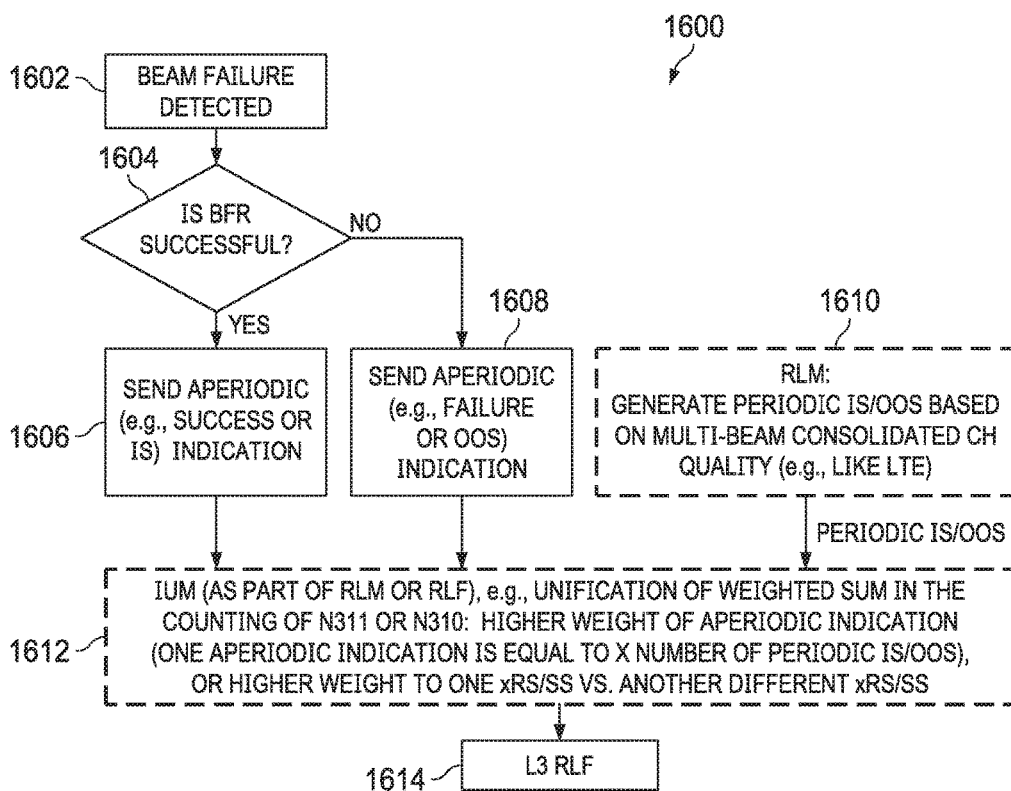 1600
1602
BEAM FAILURE
DETECTED
1604
IS BFR
SUCCESSFUL?
NO
YES
1608
1610
1606
SEND APERIODIC
(e.g., SUCCESS OR
IS) INDICATION
SEND APERIODIC
(e.g., FAILURE
OR OOS)
INDICATION
RLM:
GENERATE PERIODIC IS/OOS BASED
ON MULTI-BEAM CONSOLIDATED CH
QUALITY (e.g., LIKE LTE)
PERIODIC IS/OOS
1612
IUM (AS PART OF RLM OR RLF), e.g., UNIFICATION OF WEIGHTED SUM IN THE
COUNTING OF N311 OR N310: HIGHER WEIGHT OF APERIODIC INDICATION
(ONE APERIODIC INDICATION IS EQUAL TO X NUMBER OF PERIODIC IS/OOS),
OR HIGHER WEIGHT TO ONE xRS/SS VS. ANOTHER DIFFERENT xRS/SS
1614
L3 RLF